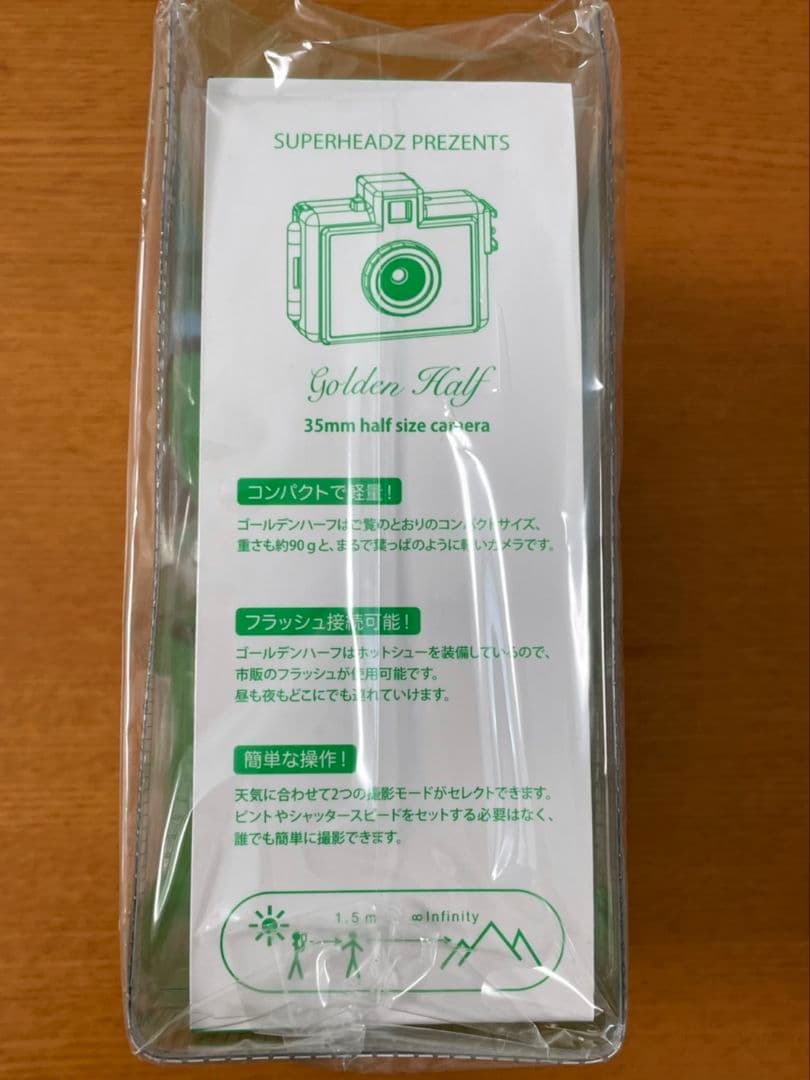 SUPERHEADZ PREZENTS
Golden Half
35mm half size camera
コンパクトで軽量！
ゴールデンハーフはご覧のとおりのコンパクトサイズ、
重さも約90gと、まるで葉っぱのように軽いカメラです。
フラッシュ接続可能！
ゴールデンハーフはホットシューを装備しているので、
市販のフラッシュが使用可能です。
昼も夜もどこにでも連れていけます。
簡単な操作！
天気に合わせて2つの撮影モードがセレクトできます。
ピントやシャッタースピードをセットする必要はなく、
誰でも簡単に撮影できます。
1.5m ∞Infinity